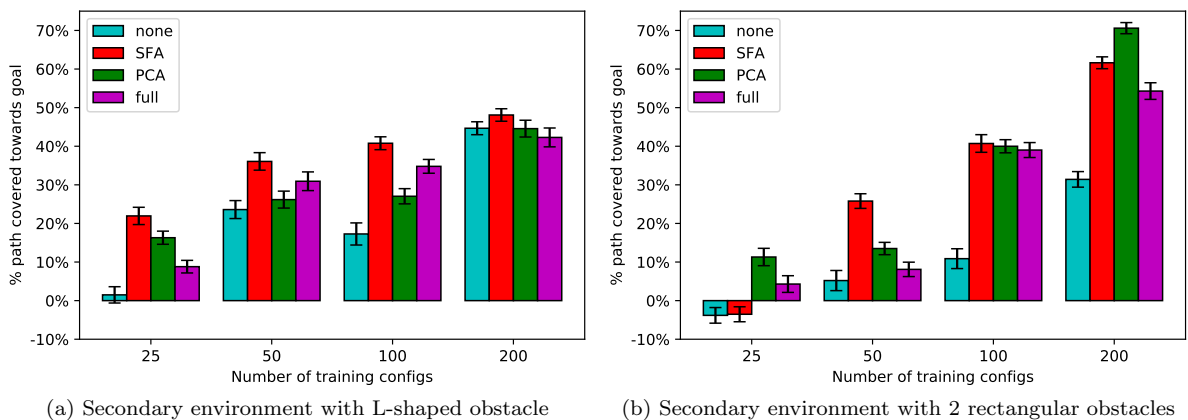 70%
60%
50%
40%
30%
20%
10%
0%
-10%
% path covered towards goal
none
SFA
PCA
full
25 50 100 200
Number of training configs
(a) Secondary environment with L-shaped obstacle
70%
60%
50%
40%
30%
20%
10%
0%
-10%
% path covered towards goal
none
SFA
PCA
full
25 50 100 200
Number of training configs
(b) Secondary environment with 2 rectangular obstacles